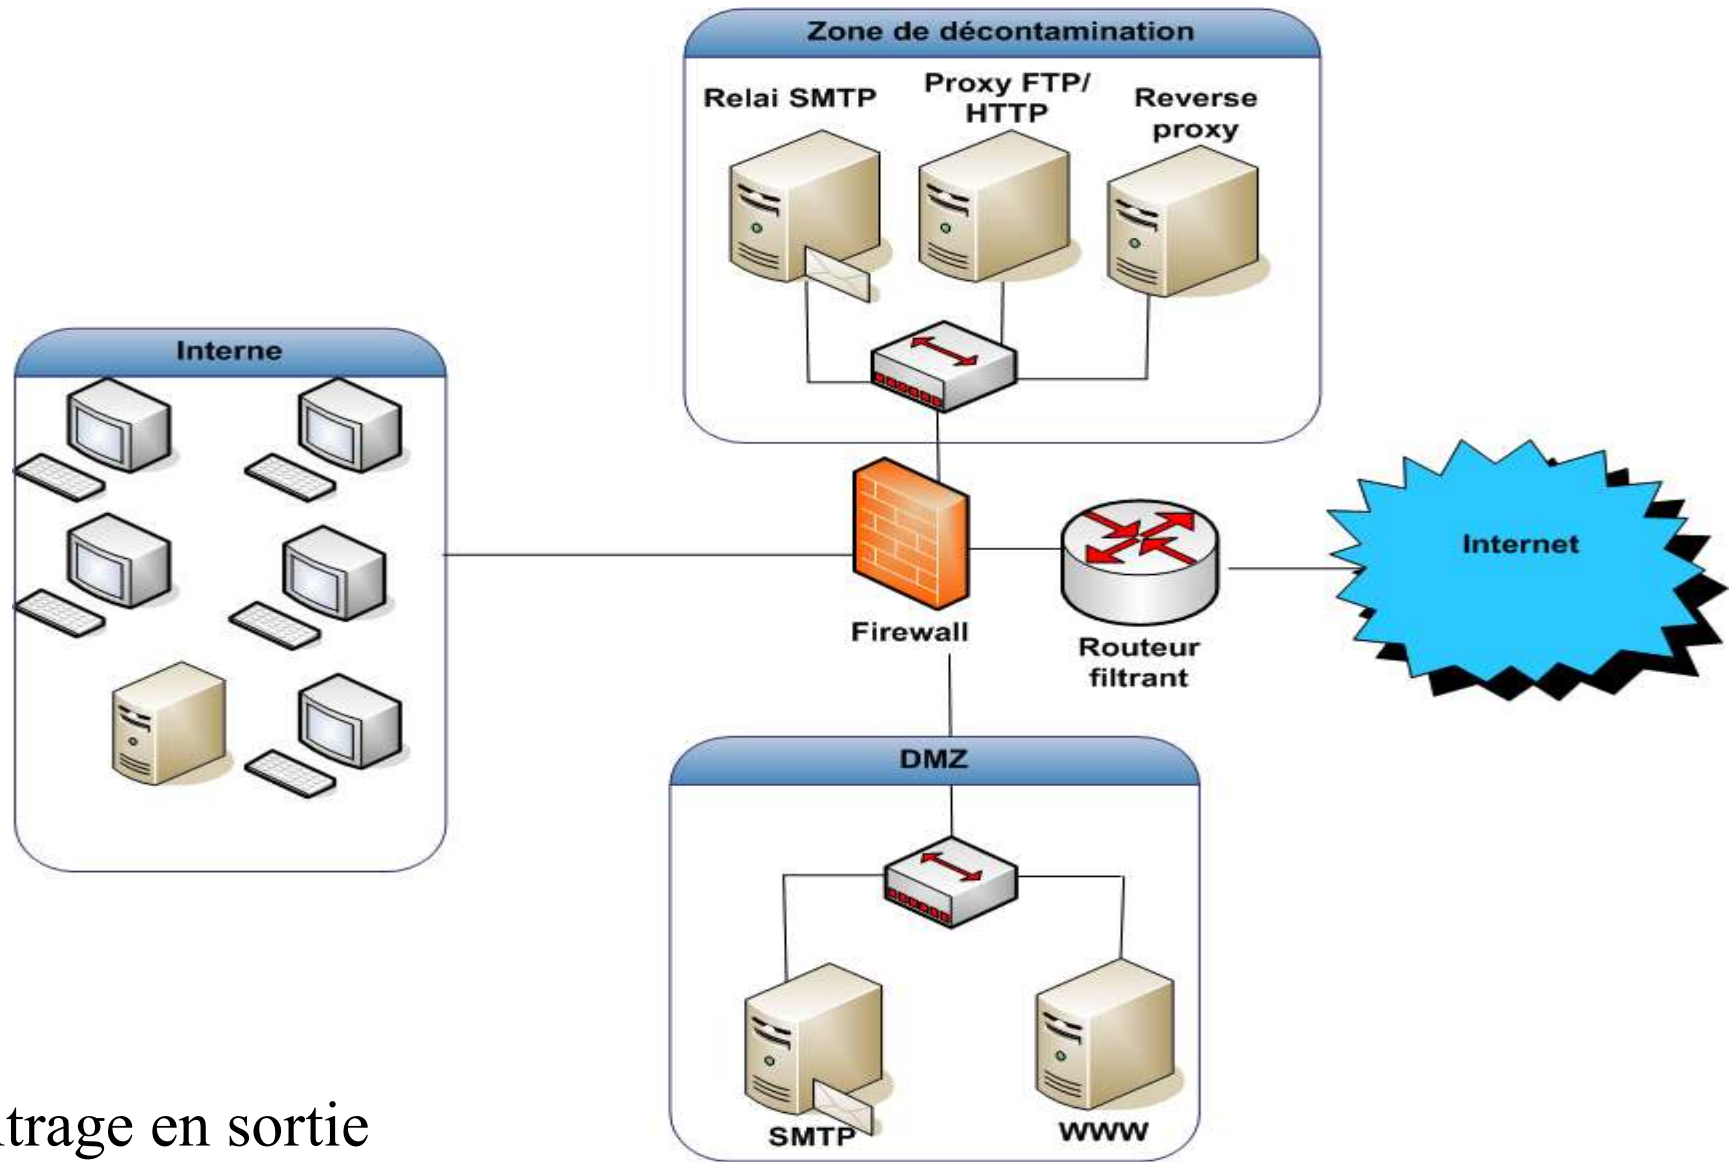 Zone de décontamination
Relai SMTP
Proxy FTP/
HTTP
Reverse
proxy
Interne
Internet
Firewall
Routeur
filtrant
DMZ
SMTP
WWW
en sortie